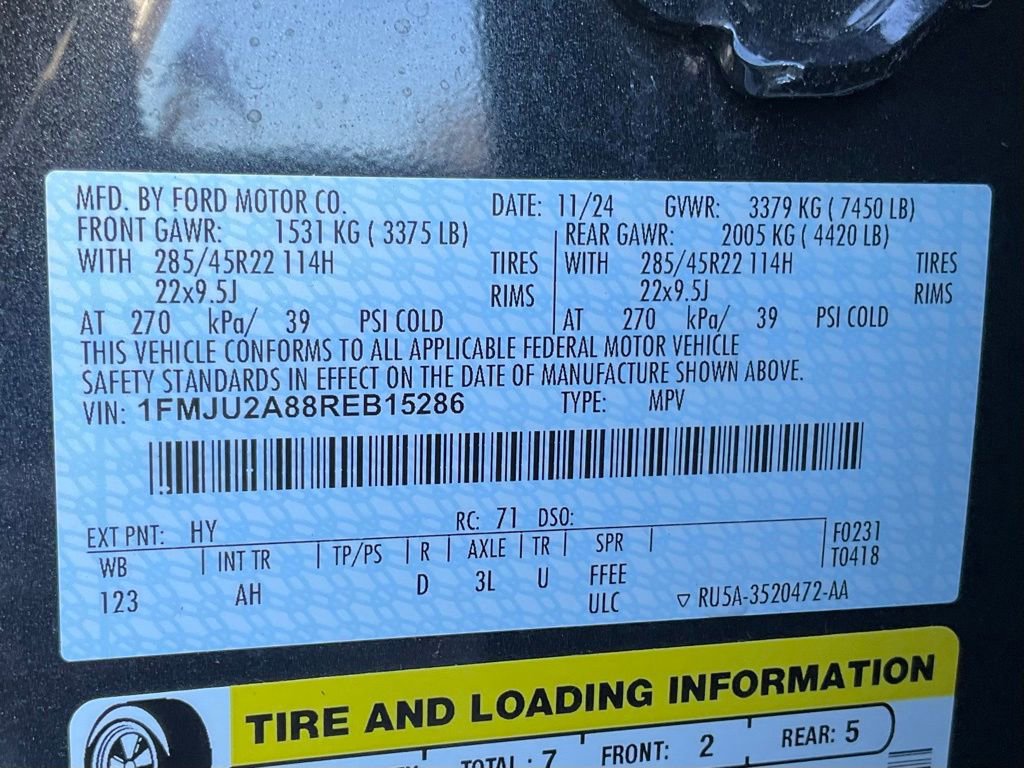 MFD. BY FORD MOTOR CO. DATE: 11/24 GVWR: 3379 KG ( 7450 LB)
FRONT GAWR: 1531 KG ( 3375 LB) REAR GAWR: 2005 KG ( 4420 LB)
WITH 285/45R22 114H TIRES WITH 285/45R22 114H TIRES
22x9.5J RIMS 22x9.5J RIMS
AT 270 kPa/ 39 PSI COLD AT 270 kPa/ 39 PSI COLD
THIS VEHICLE CONFORMS TO ALL APPLICABLE FEDERAL MOTOR VEHICLE
SAFETY STANDARDS IN EFFECT ON THE DATE OF MANUFACTURE SHOWN ABOVE.
VIN: 1FMJU2A88REB15286 TYPE: MPV
EXT PNT: HY RC: 71 DSO:
WB INT TR TP/PS R AXLE TR SPR F0231
T0418
123 AH D 3L U FFEE
ULC ▽ RU5A-3520472-AA
TIRE AND LOADING INFORMATION
TOTAL : 7 FRONT: 2 REAR: 5